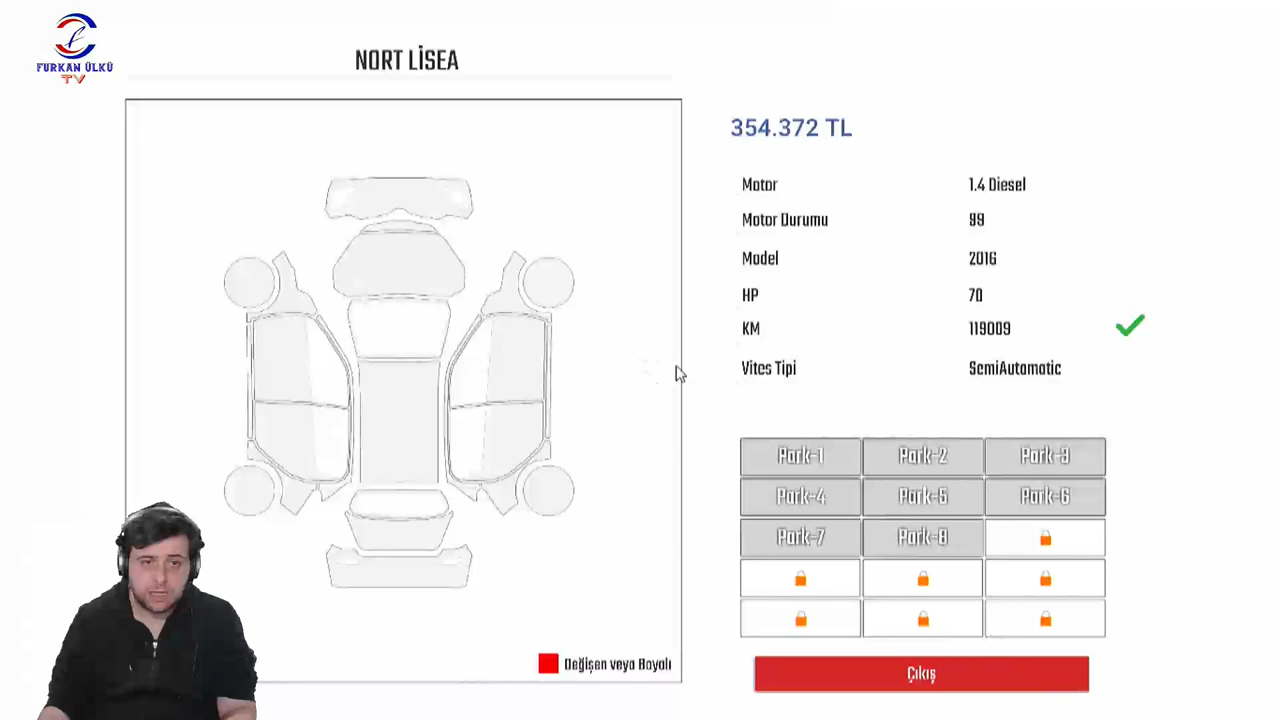 FURKAN ÜLKÜ
TV
NORT LİSEA
354.372 TL
Motor 1.4 Diesel
Motor Durumu 99
Model 2016
HP 70
KM 119009
Vites Tipi SemiAutomatic
Park-1 Park-2 Park-3
Park-4 Park-5 Park-6
Park-7 Park-8
Değişen veya Boyalı
Çıkış